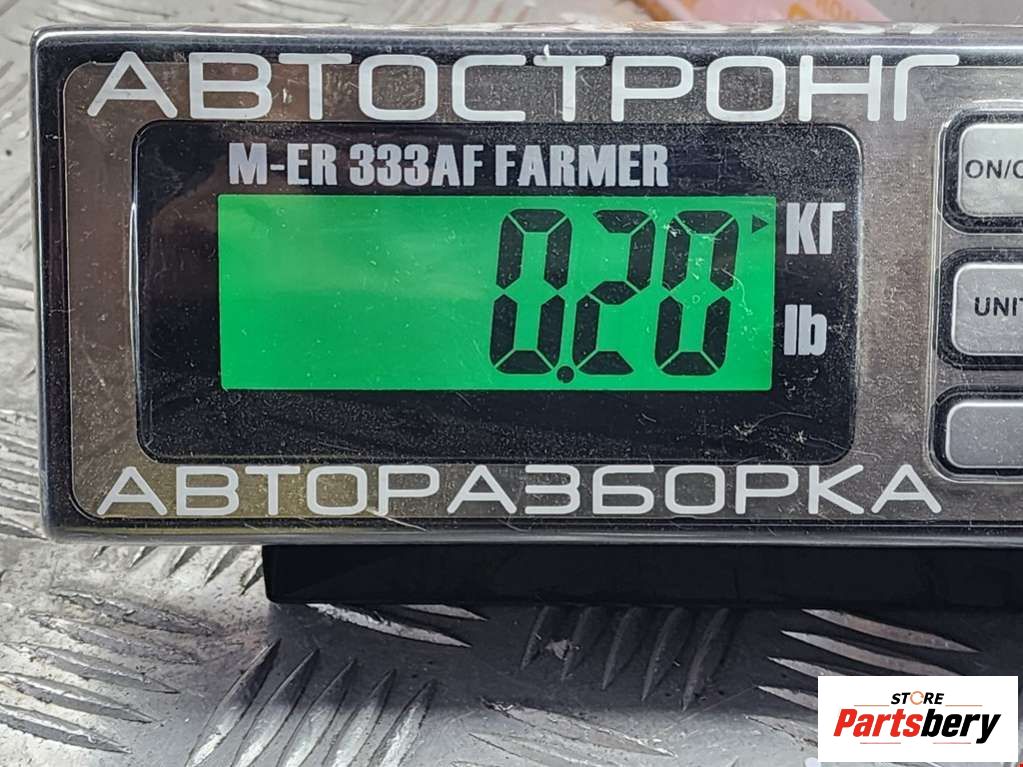 АВТОСТРОНГ
M-ER 333AF FARMER
0.20
КГ
lb
АВТОРАЗБОРКА
ON/O
UNIT
STORE
Partsbery